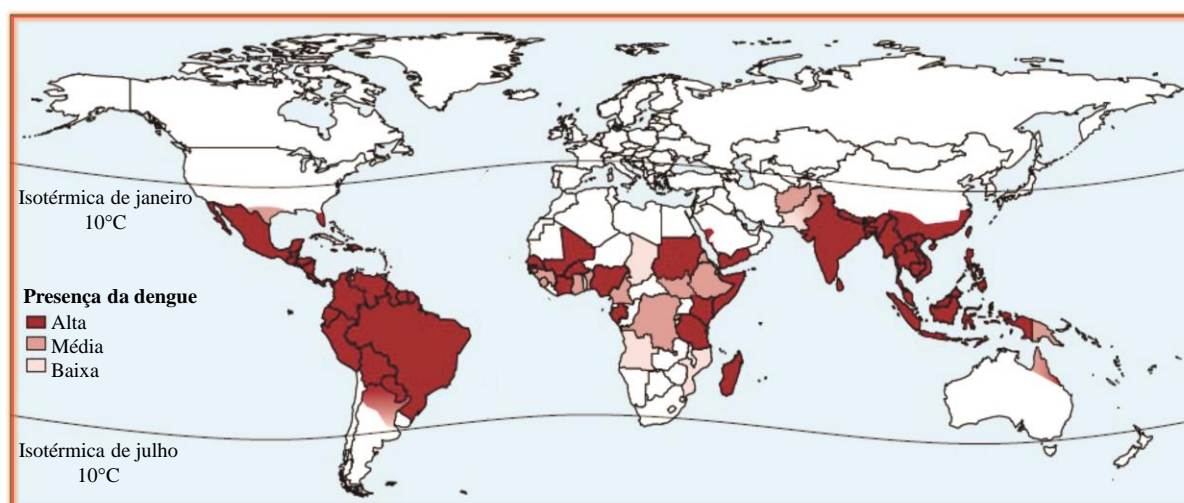 Isotérmica de janeiro
10°C
Presença da dengue
Alta
Média
Baixa
Isotérmica de julho
10°C